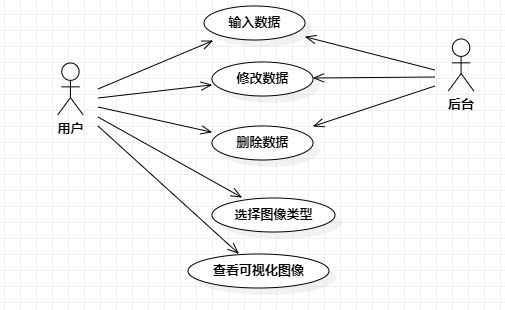 输入数据
修改数据
用户
后台
删除数据
选择图像类型
查看可视化图像